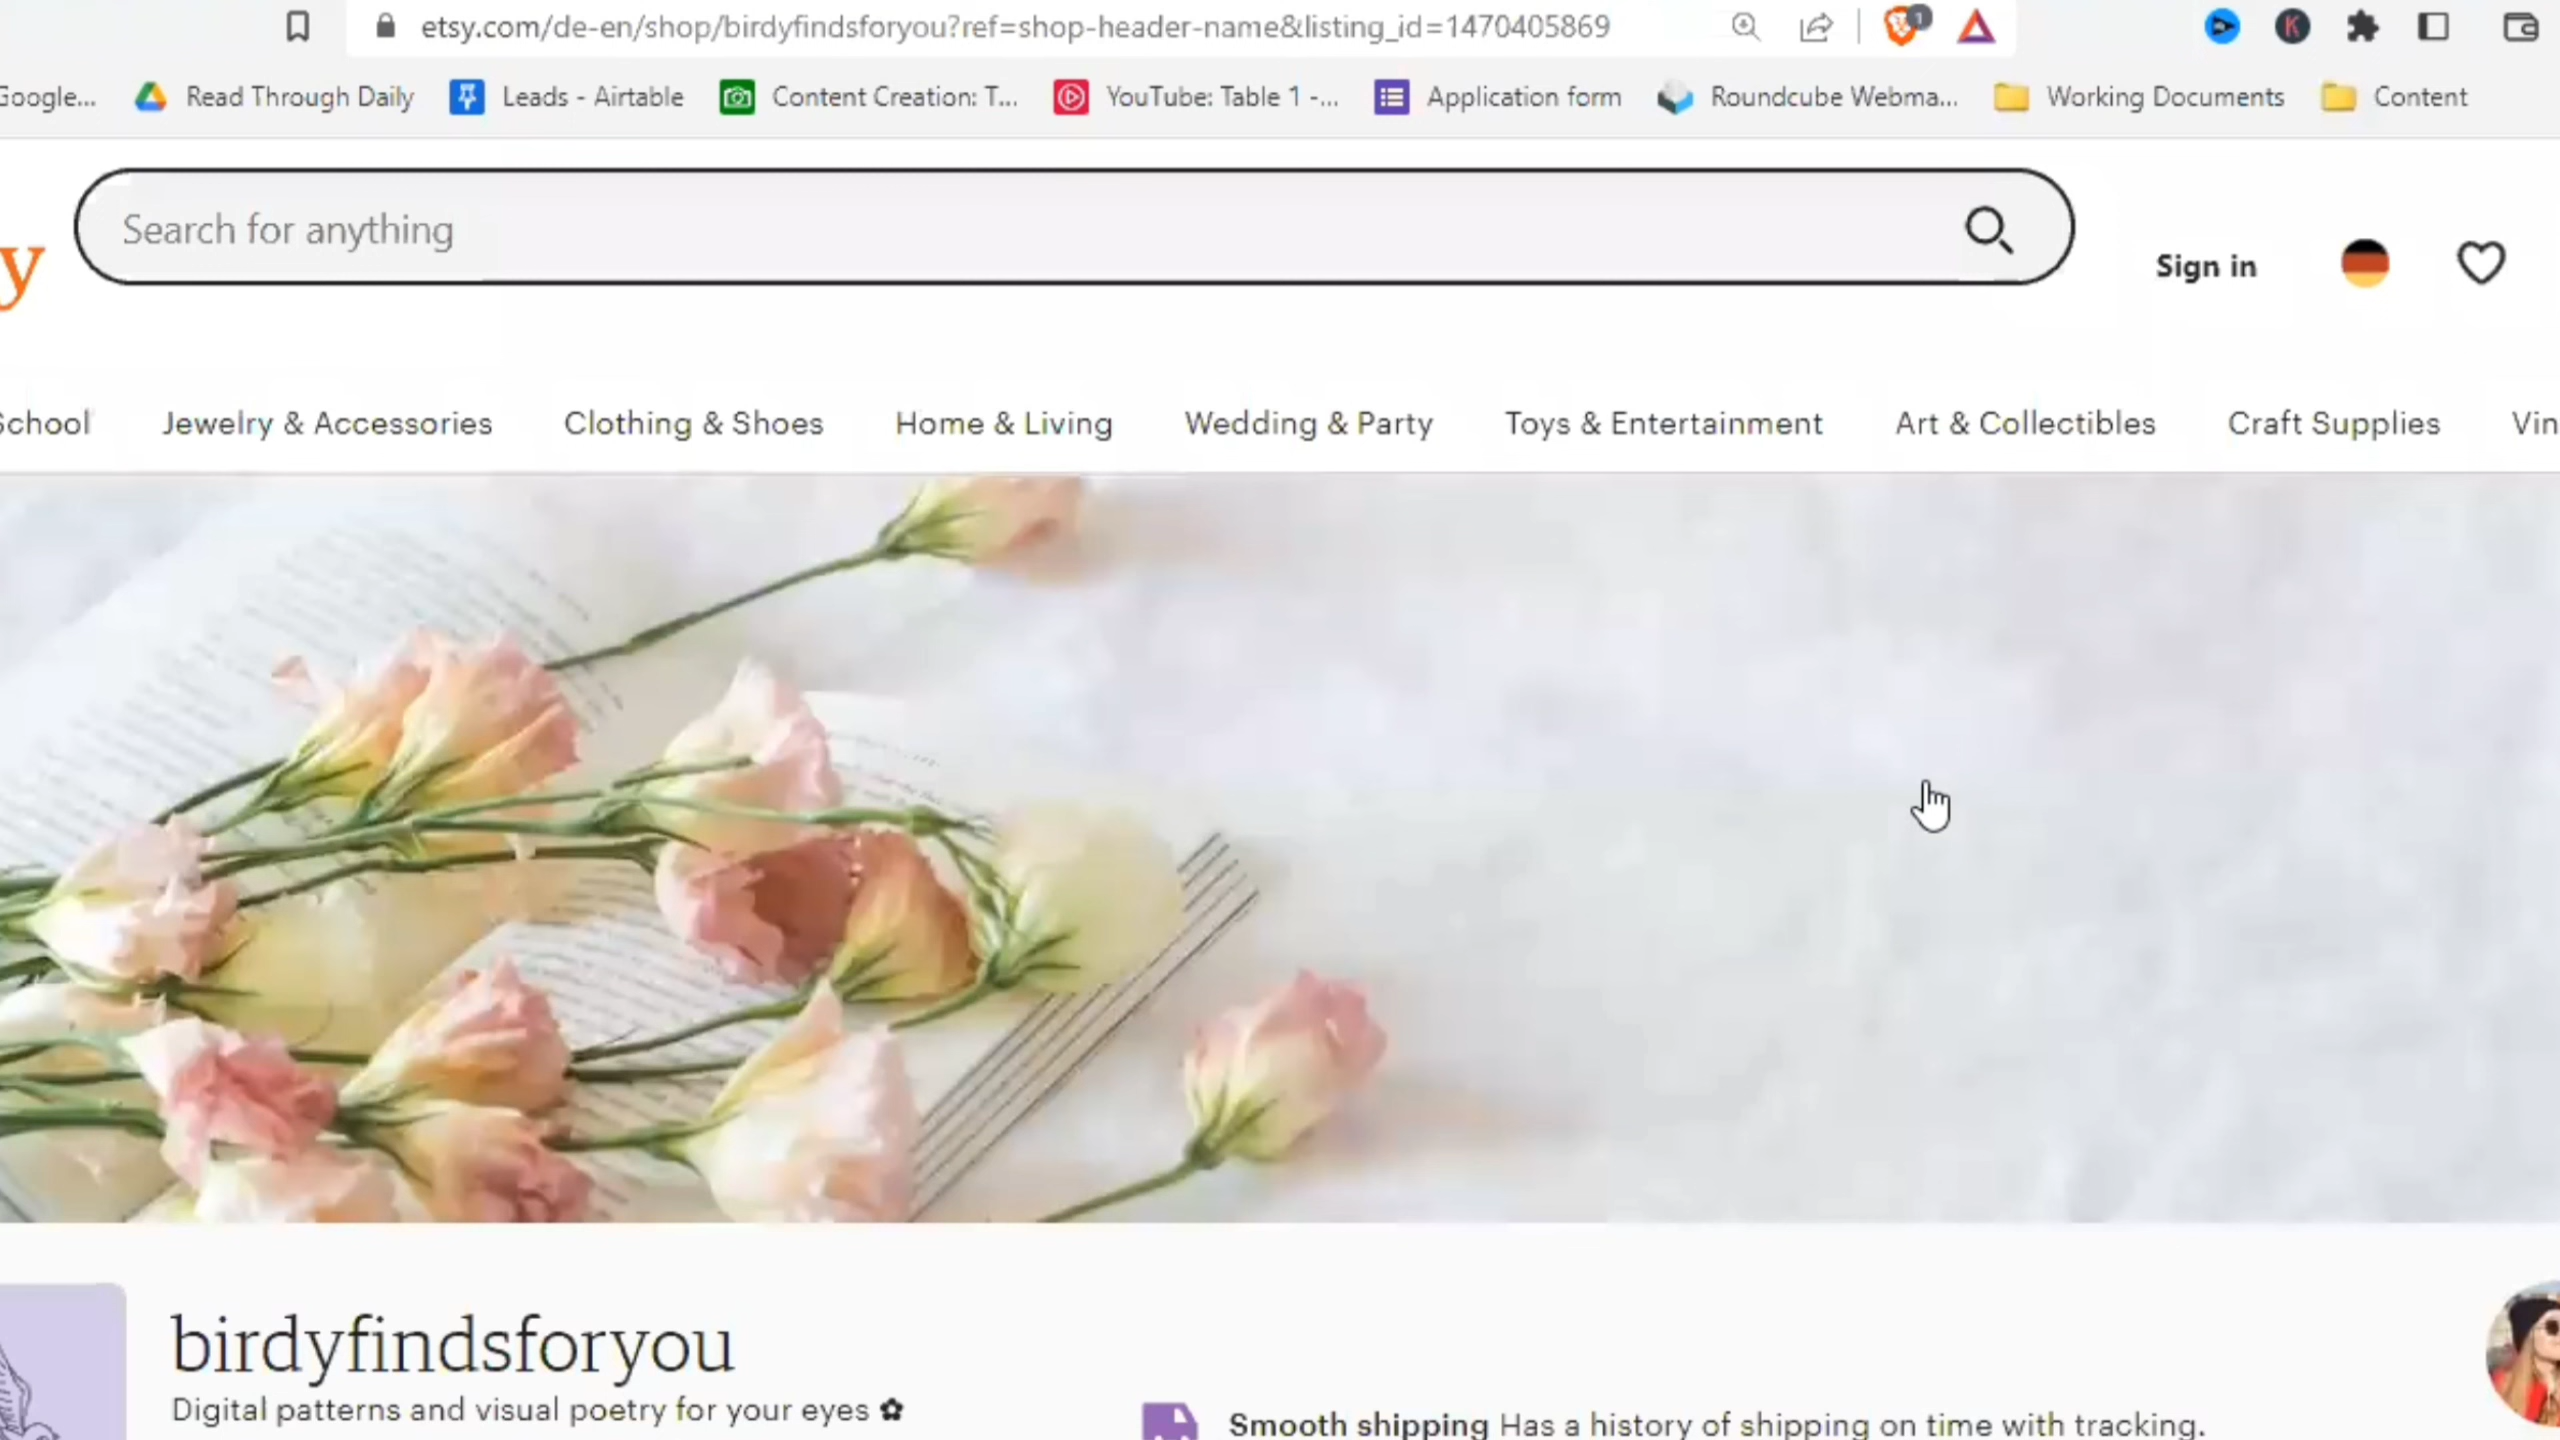 etsy.com/de-en/shop/birdyfindsforyou?ref=shop-header-name&listing_id=1470405869
1
Google... Read Through Daily Leads - Airtable Content Creation: T... YouTube: Table 1 -... Application form Roundcube Webma... Working Documents Content
y
Search for anything
Sign in
School Jewelry & Accessories Clothing & Shoes Home & Living Wedding & Party Toys & Entertainment Art & Collectibles Craft Supplies Vin
birdyfindsforyou
Digital patterns and visual poetry for your eyes ✿
Smooth shipping Has a history of shipping on time with tracking.